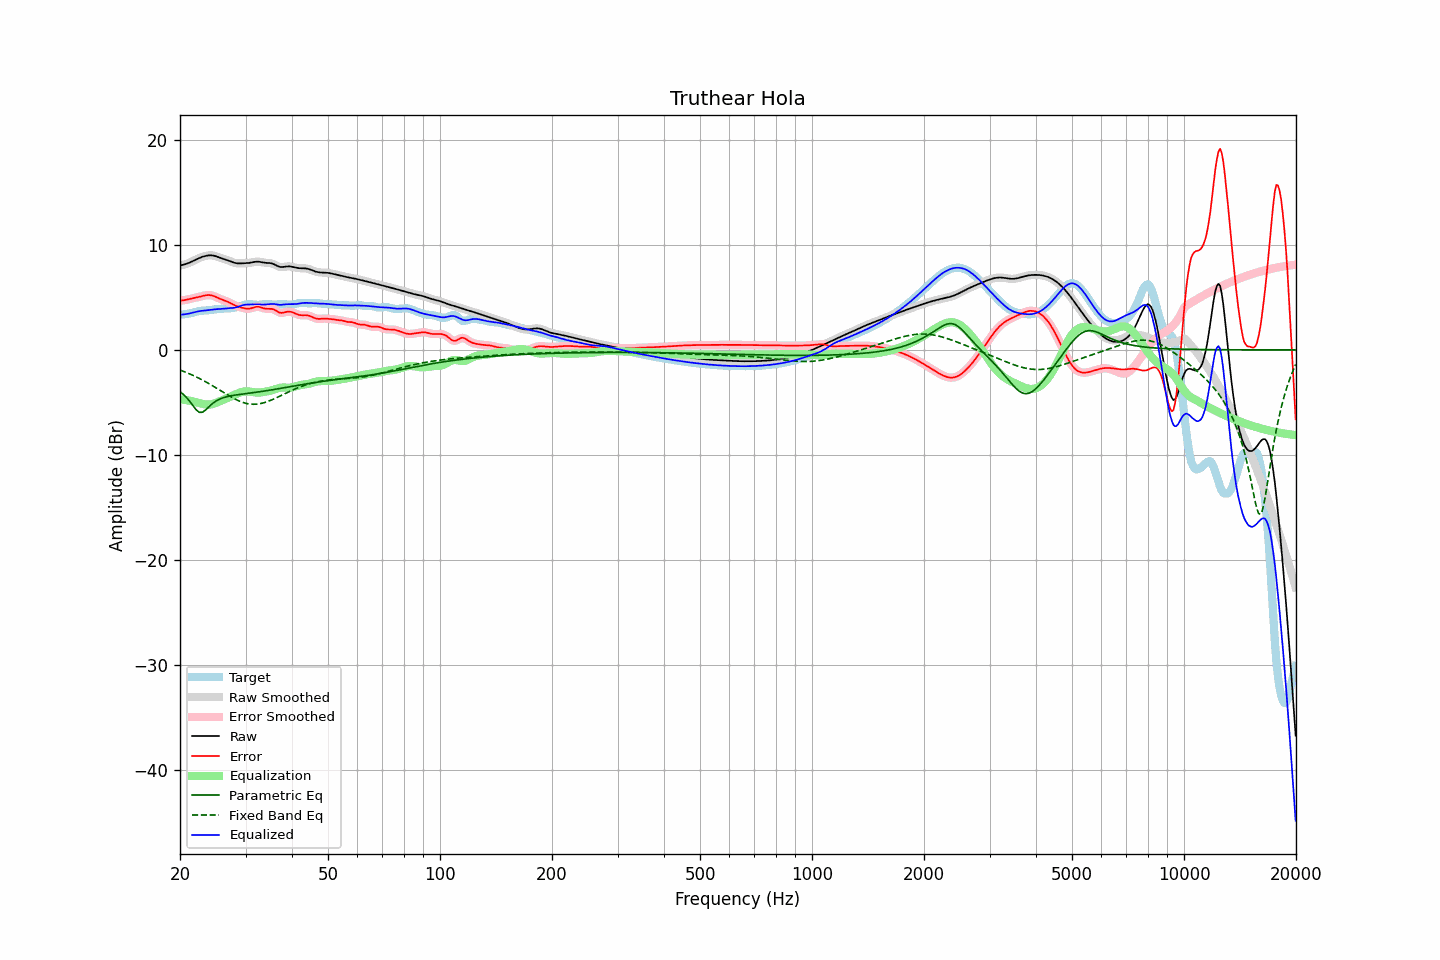 Truthear Hola
20
10
0
−10
−20
−30
−40
Amplitude (dBr)
Target
Raw Smoothed
Error Smoothed
Raw
Error
Equalization
Parametric Eq
Fixed Band Eq
Equalized
20 50 100 200 500 1000 2000 5000 10000 20000
Frequency (Hz)